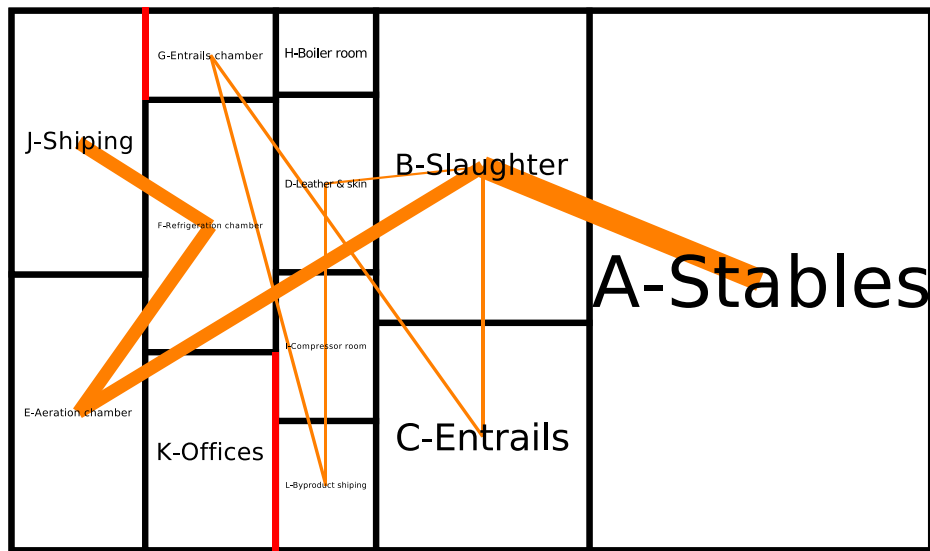 G-Entrails chamber
H-Boiler room
J-Shiping
B-Slaughter
D-Leather & skin
F-Refrigeration chamber
A-Stables
I-Compressor room
E-Aeration chamber
K-Offices
C-Entrails
L-Byproduct shiping